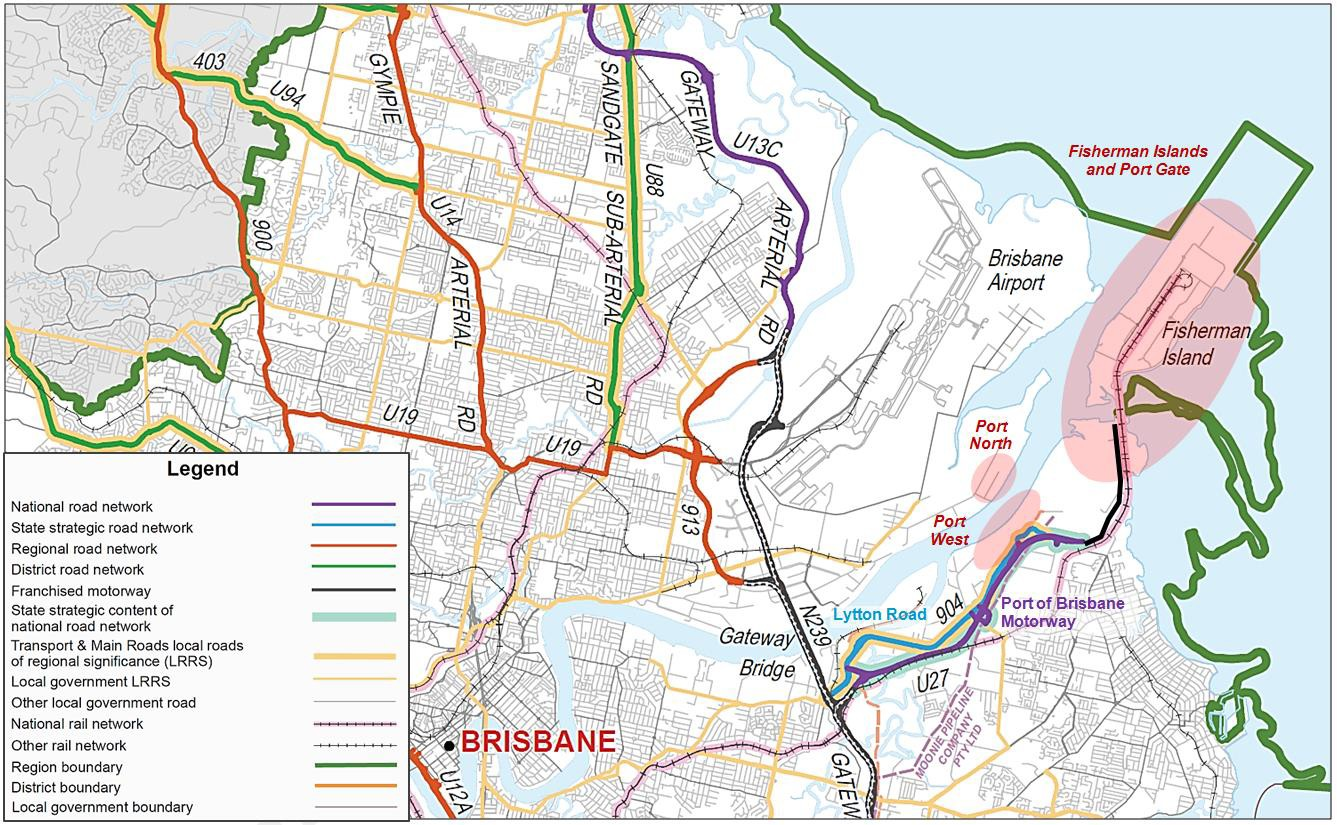 403
U94
GYMPIE
900
U14
ARTERIAL
RD
U19
U19
SANDGATE
SUB-ARTERIAL
RD
U88
GATEWAY
U13C
ARTERIAL
RD
913
N239
Gateway
Bridge
Brisbane
Airport
Fisherman Islands
and Port Gate
Fisherman
Island
Port
North
Port
West
Lytton Road
904
Port of Brisbane
Motorway
U27
MOONIE PIPELINE
COMPANY
PTY LTD
BRISBANE
U12A
GATEW
Legend
National road network
State strategic road network
Regional road network
District road network
Franchised motorway
State strategic content of
national road network
Transport & Main Roads local roads
of regional significance (LRRS)
Local government LRRS
Other local government road
National rail network
Other rail network
Region boundary
District boundary
Local government boundary